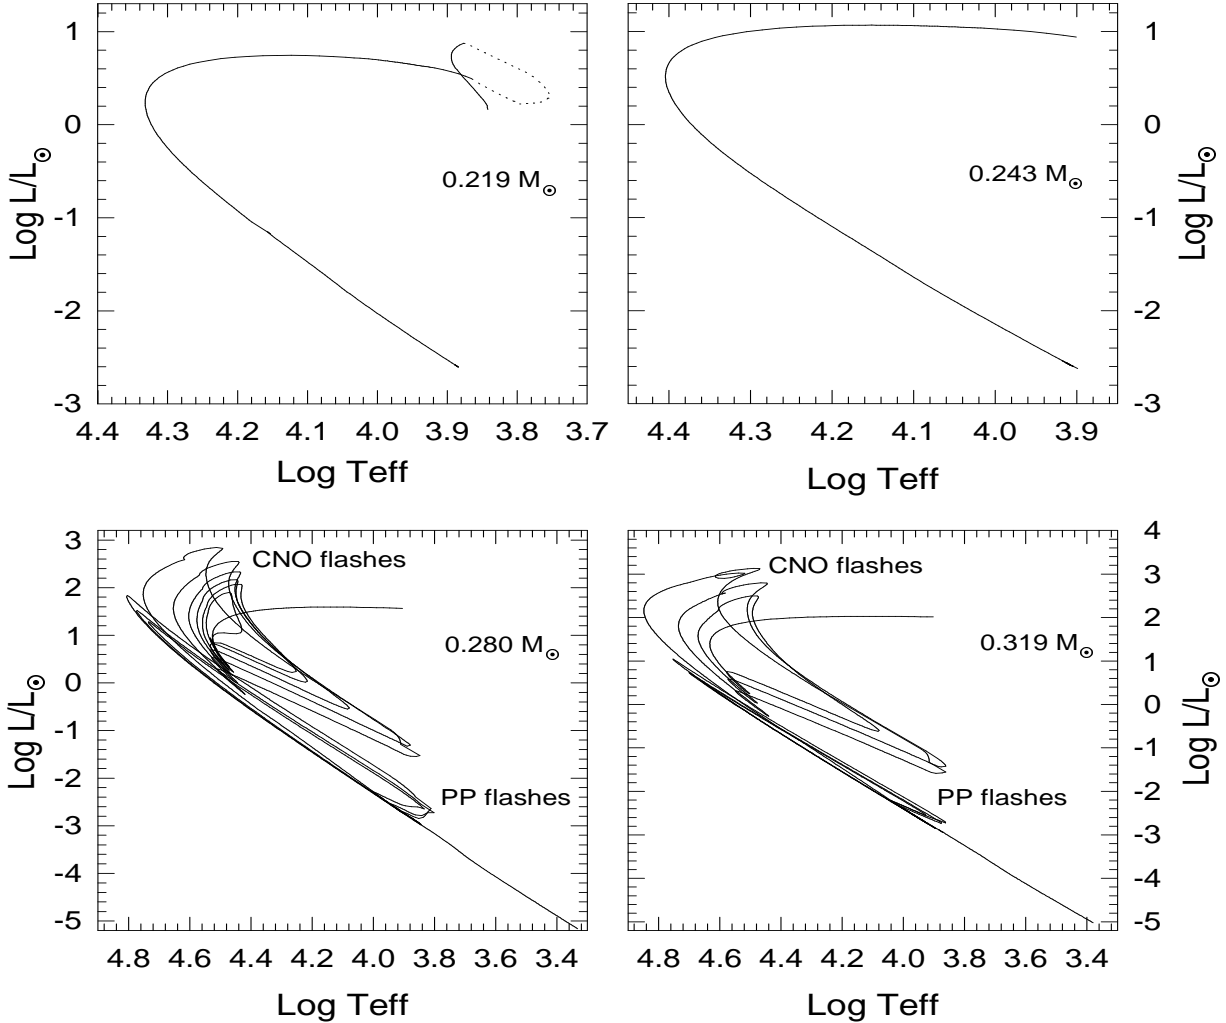 1
0
-1
-2
-3
4.4 4.3 4.2 4.1 4.0 3.9 3.8 3.7
Log Teff
Log L/L☉
0.219 M☉
1
0
-1
-2
-3
4.4 4.3 4.2 4.1 4.0 3.9
Log Teff
Log L/L☉
0.243 M☉
3
2
1
0
-1
-2
-3
-4
-5
4.8 4.6 4.4 4.2 4.0 3.8 3.6 3.4
Log Teff
Log L/L☉
CNO flashes
0.280 M☉
PP flashes
4
3
2
1
0
-1
-2
-3
-4
-5
4.8 4.6 4.4 4.2 4.0 3.8 3.6 3.4
Log Teff
Log L/L☉
CNO flashes
0.319 M☉
PP flashes